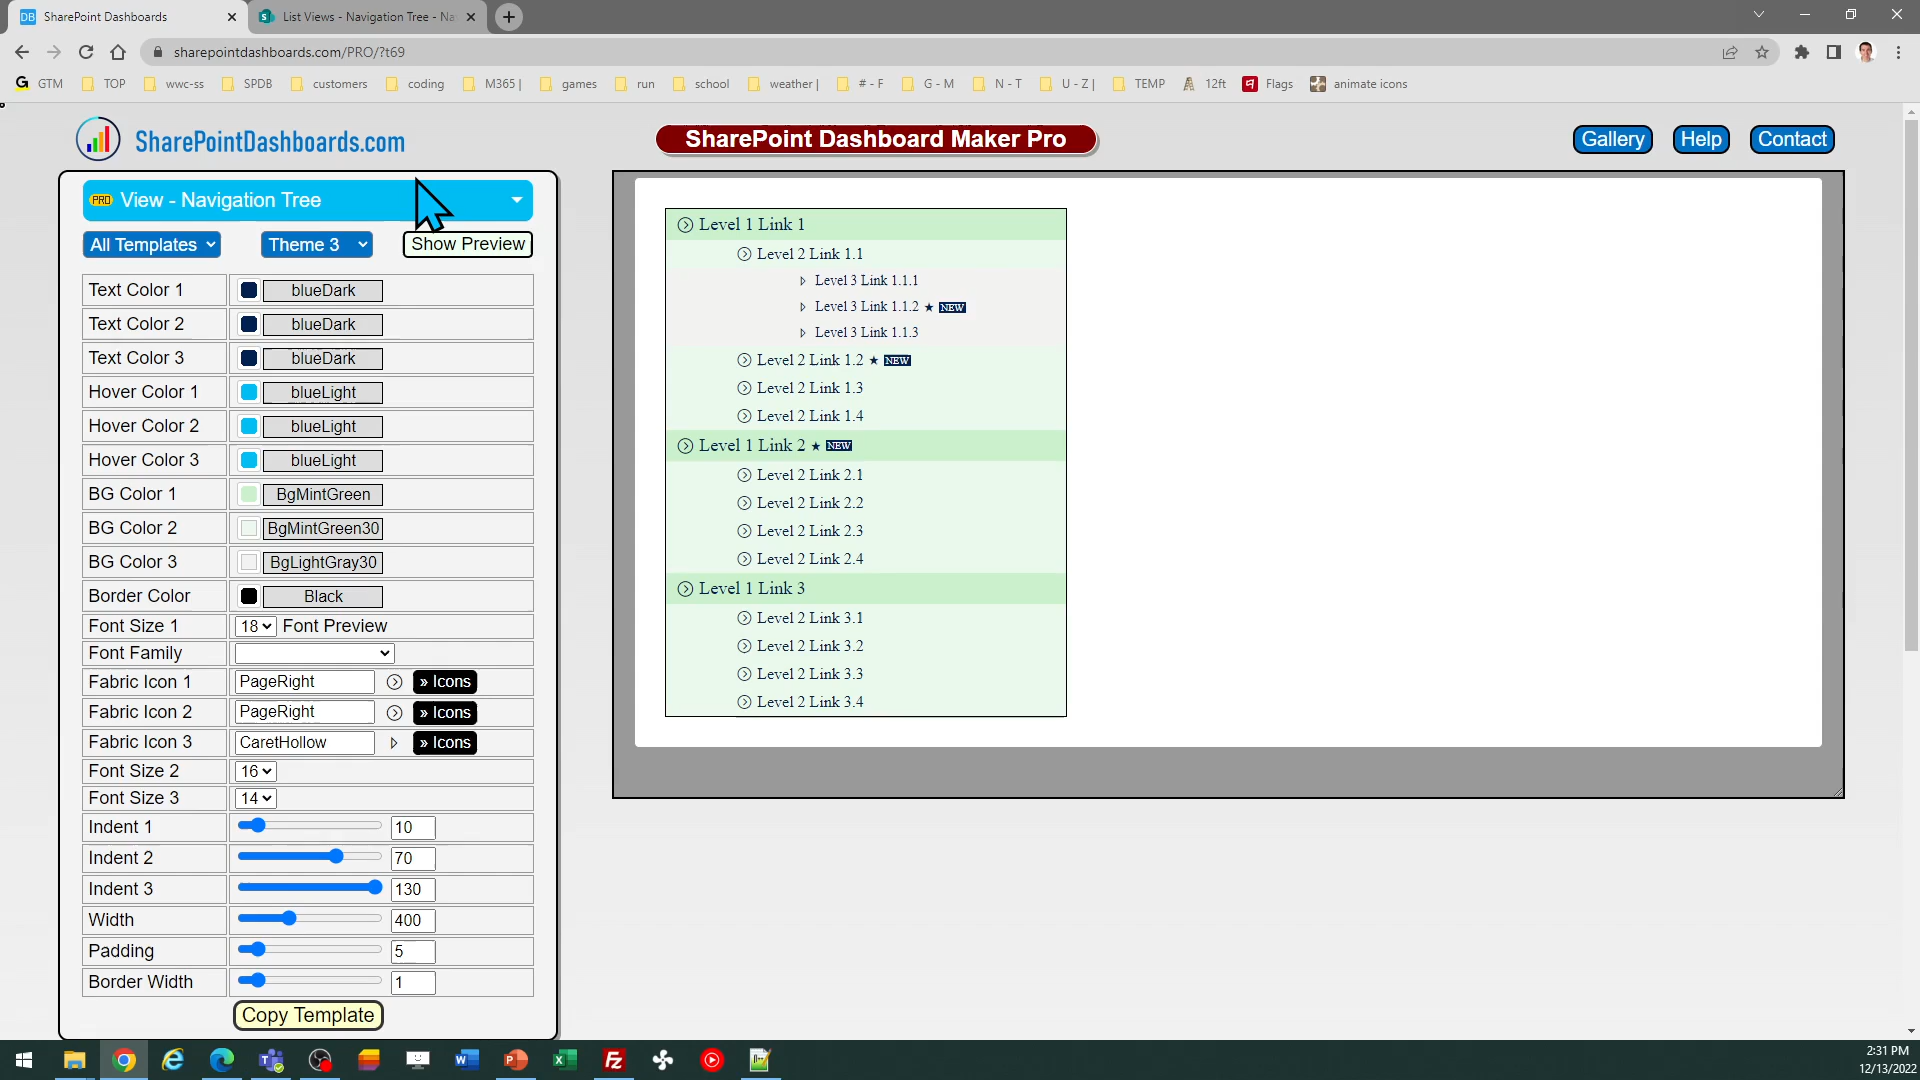 SharePoint Dashboards
List Views - Navigation Tree - Na
sharepointdashboards.com/PRO/?t69
GTM TOP wwc-ss SPDB customers coding M365| games run school weather | # - F G - M N - T U - Z | TEMP 12ft Flags animate icons
SharePointDashboards.com
SharePoint Dashboard Maker Pro
Gallery Help Contact
PRO View - Navigation Tree
All Templates Theme 3 Show Preview
Text Color 1 blueDark
Text Color 2 blueDark
Text Color 3 blueDark
Hover Color 1 blueLight
Hover Color 2 blueLight
Hover Color 3 blueLight
BG Color 1 BgMintGreen
BG Color 2 BgMintGreen30
BG Color 3 BgLightGray30
Border Color Black
Font Size 1 18 Font Preview
Font Family
Fabric Icon 1 PageRight » Icons
Fabric Icon 2 PageRight » Icons
Fabric Icon 3 CaretHollow » Icons
Font Size 2 16
Font Size 3 14
Indent 1 10
Indent 2 70
Indent 3 130
Width 400
Padding 5
Border Width 1
Copy Template
Level 1 Link 1
Level 2 Link 1.1
Level 3 Link 1.1.1
Level 3 Link 1.1.2 ★ NEW
Level 3 Link 1.1.3
Level 2 Link 1.2 ★ NEW
Level 2 Link 1.3
Level 2 Link 1.4
Level 1 Link 2 ★ NEW
Level 2 Link 2.1
Level 2 Link 2.2
Level 2 Link 2.3
Level 2 Link 2.4
Level 1 Link 3
Level 2 Link 3.1
Level 2 Link 3.2
Level 2 Link 3.3
Level 2 Link 3.4
2:31 PM
12/13/2022